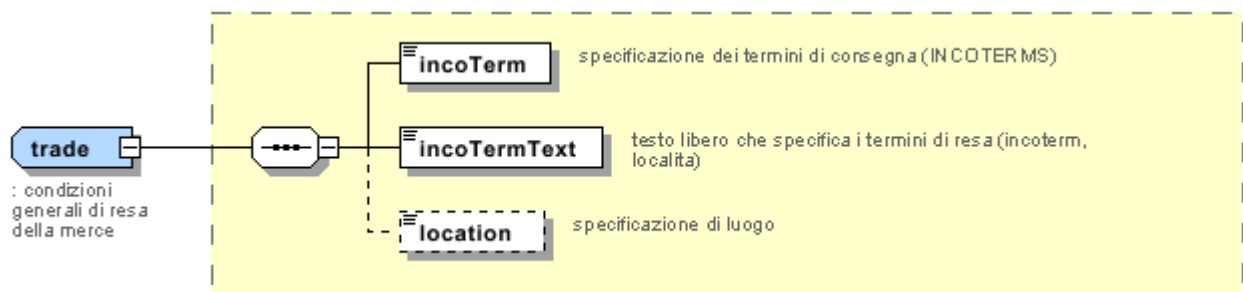 incoTerm
specificazione dei termini di consegna (INCOTERMS)
trade
: condizioni
generali di resa
della merce
incoTermText
testo libero che specifica i termini di resa (incoterm,
localita)
location
specificazione di luogo